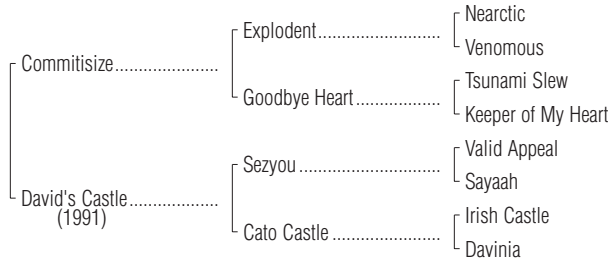 Nearctic
Explodent....................
Venomous
Commitisize.................
Tsunami Slew
Goodbye Heart ..............
Keeper of My Heart
Valid Appeal
Sezyou ........................
Sayaah
David's Castle..............
(1991)
Irish Castle
Cato Castle ..................
Davinia